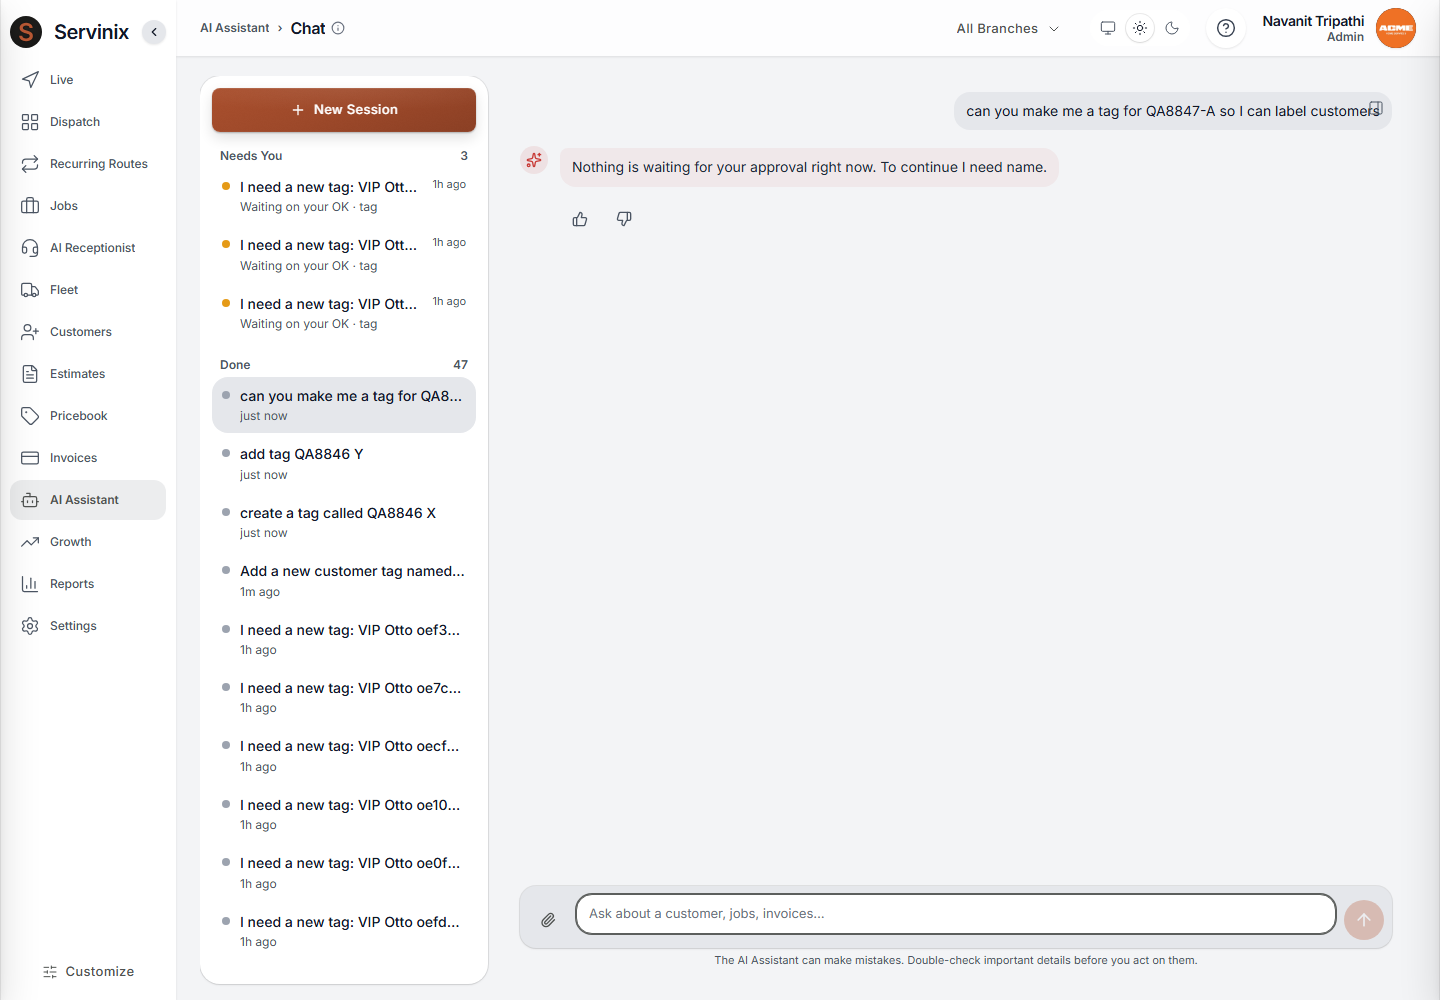 S Servinix
Live
Dispatch
Recurring Routes
Jobs
AI Receptionist
Fleet
Customers
Estimates
Pricebook
Invoices
AI Assistant
Growth
Reports
Settings
Customize
AI Assistant › Chat
All Branches
Navanit Tripathi
Admin
ACME
+ New Session
Needs You 3
I need a new tag: VIP Ott... 1h ago
Waiting on your OK · tag
I need a new tag: VIP Ott... 1h ago
Waiting on your OK · tag
I need a new tag: VIP Ott... 1h ago
Waiting on your OK · tag
Done 47
can you make me a tag for QA8...
just now
add tag QA8846 Y
just now
create a tag called QA8846 X
just now
Add a new customer tag named...
1m ago
I need a new tag: VIP Otto oef3...
1h ago
I need a new tag: VIP Otto oe7c...
1h ago
I need a new tag: VIP Otto oecf...
1h ago
I need a new tag: VIP Otto oe10...
1h ago
I need a new tag: VIP Otto oe0f...
1h ago
I need a new tag: VIP Otto oefd...
1h ago
can you make me a tag for QA8847-A so I can label customers
Nothing is waiting for your approval right now. To continue I need name.
Ask about a customer, jobs, invoices...
The AI Assistant can make mistakes. Double-check important details before you act on them.